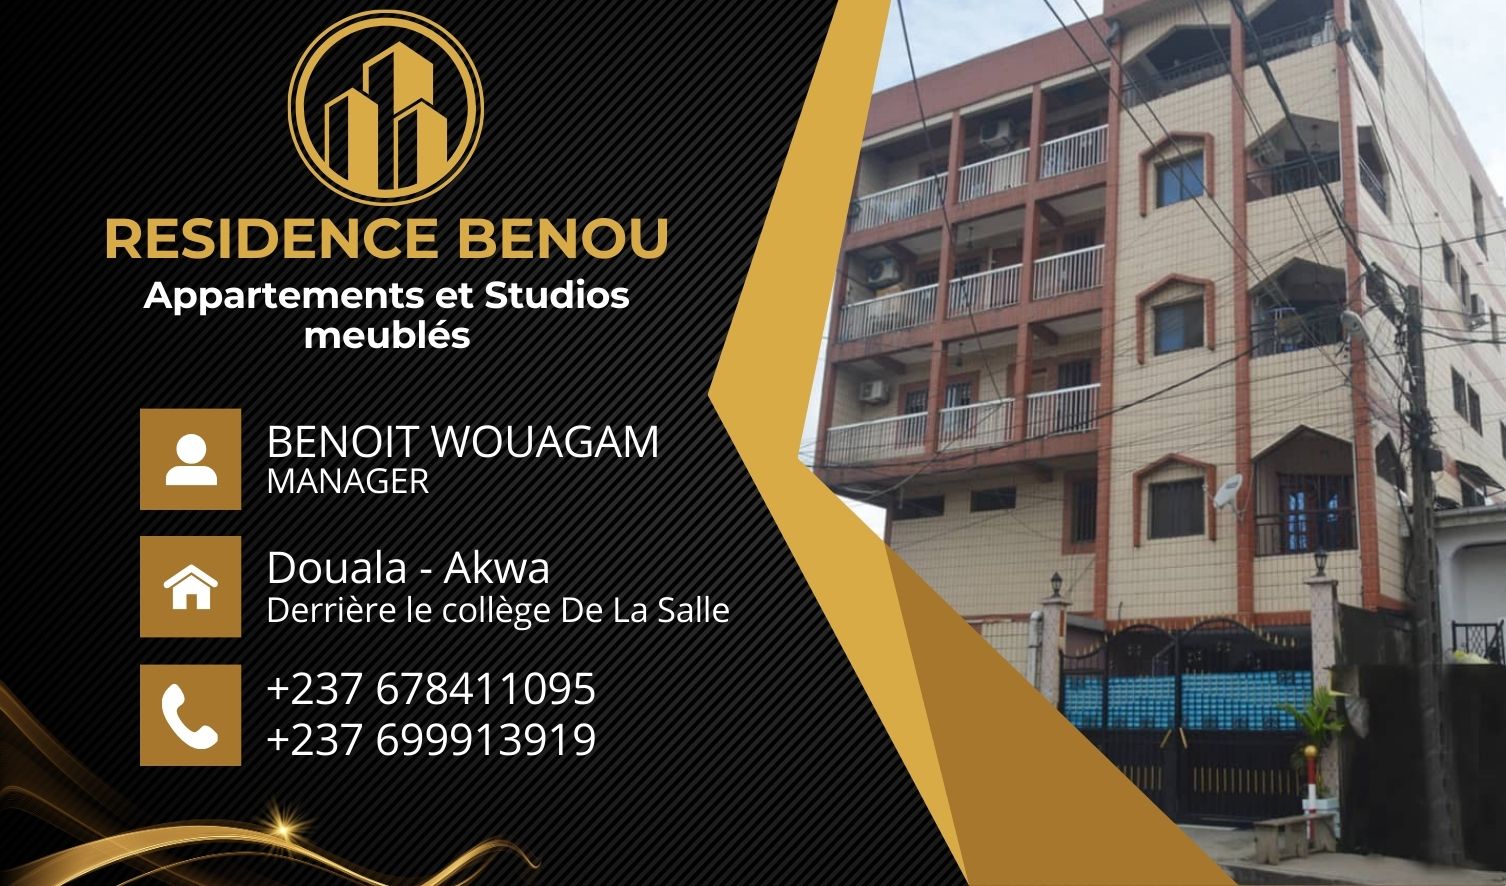 RESIDENCE BENOU
Appartements et Studios
meublés
BENOIT WOUAGAM
MANAGER
Douala - Akwa
Derrière le collège De La Salle
+237 678411095
+237 699913919